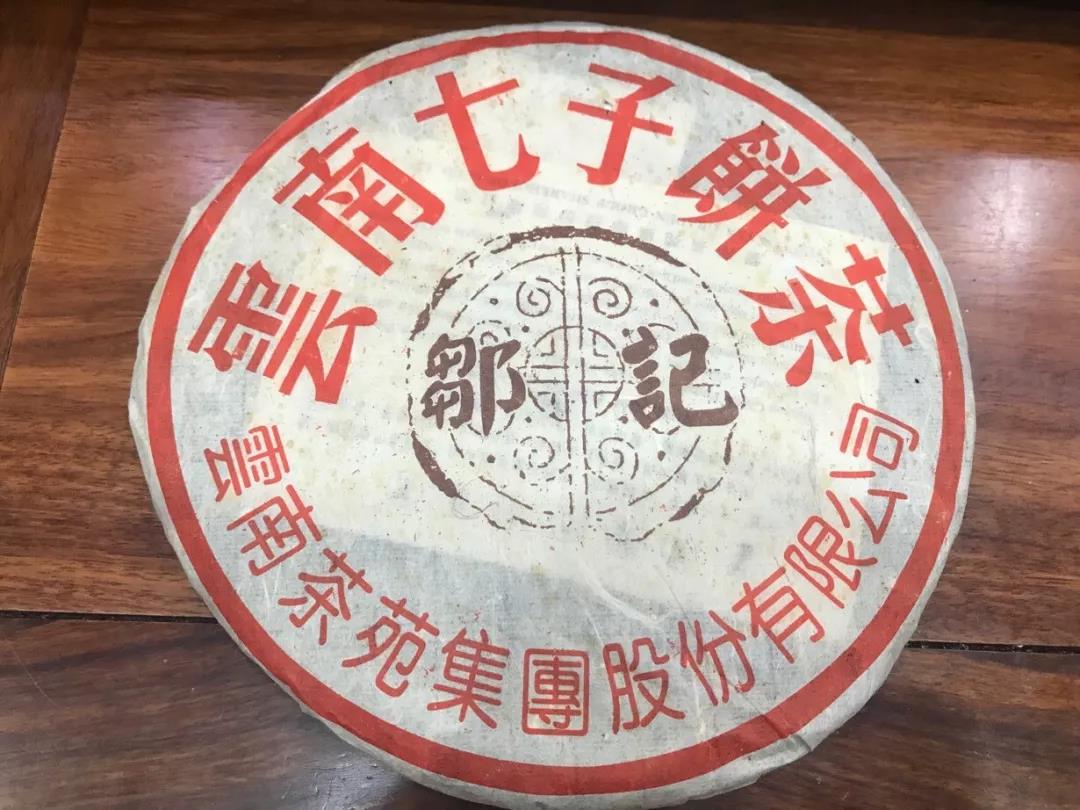 雲南七子餅茶
鄒記
雲南茶苑集團股份有限公司